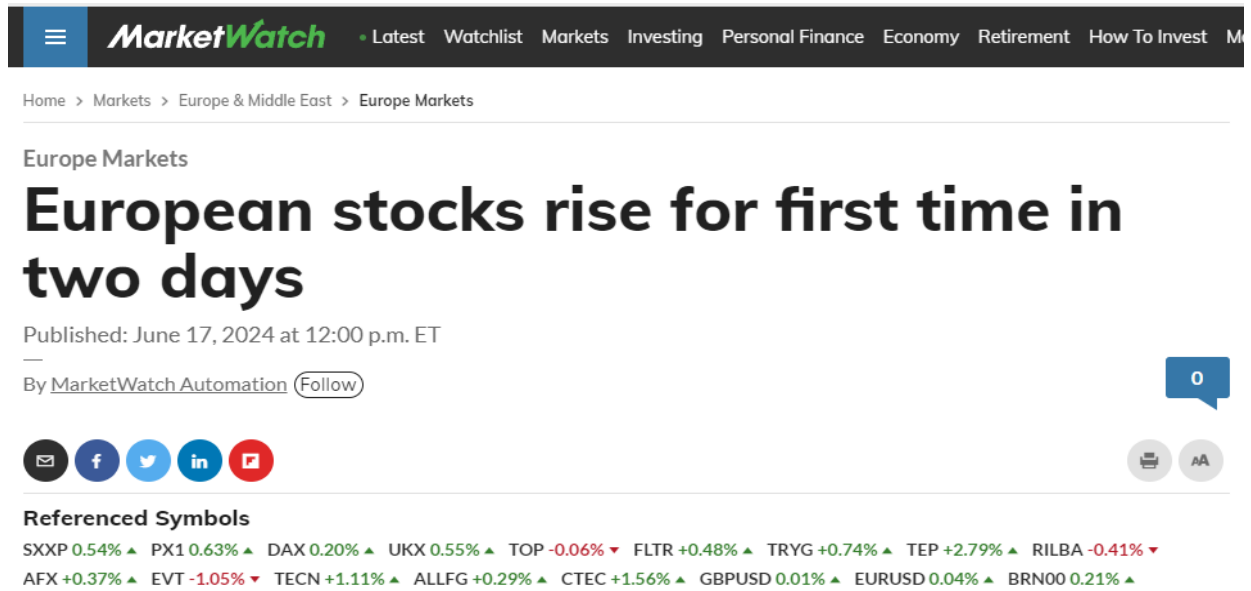 MarketWatch • Latest Watchlist Markets Investing Personal Finance Economy Retirement How To Invest
Home > Markets > Europe & Middle East > Europe Markets
Europe Markets
European stocks rise for first time in
two days
Published: June 17, 2024 at 12:00 p.m. ET
By MarketWatch Automation Follow
0
f in AA
Referenced Symbols
SXXP 0.54% ▲ PX1 0.63% ▲ DAX 0.20% ▲ UKX 0.55% ▲ TOP -0.06% ▼ FLTR +0.48% ▲ TRYG +0.74% ▲ TEP +2.79% ▲ RILBA -0.41% ▼
AFX +0.37% ▲ EVT -1.05% ▼ TECN +1.11% ▲ ALLFG +0.29% ▲ CTEC +1.56% ▲ GBPUSD 0.01% ▲ EURUSD 0.04% ▲ BRN00 0.21% ▲